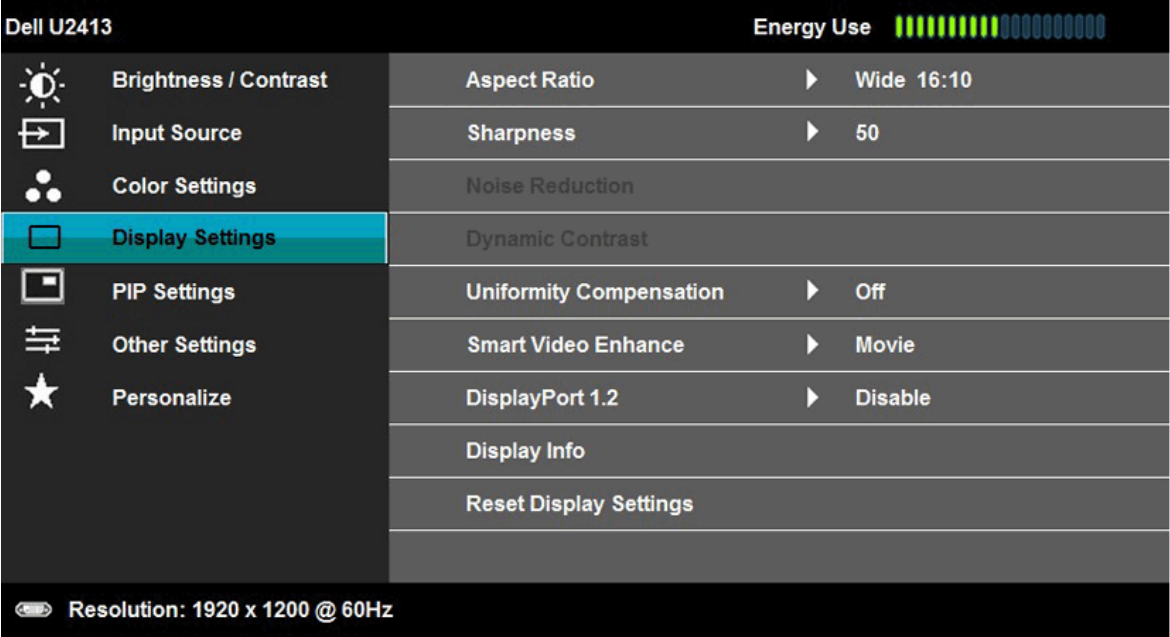 Dell U2413 Energy Use
Brightness / Contrast Aspect Ratio Wide 16:10
Input Source Sharpness 50
Color Settings Noise Reduction
Display Settings Dynamic Contrast
PIP Settings Uniformity Compensation Off
Other Settings Smart Video Enhance Movie
Personalize DisplayPort 1.2 Disable
Display Info
Reset Display Settings
Resolution: 1920 x 1200 @ 60Hz